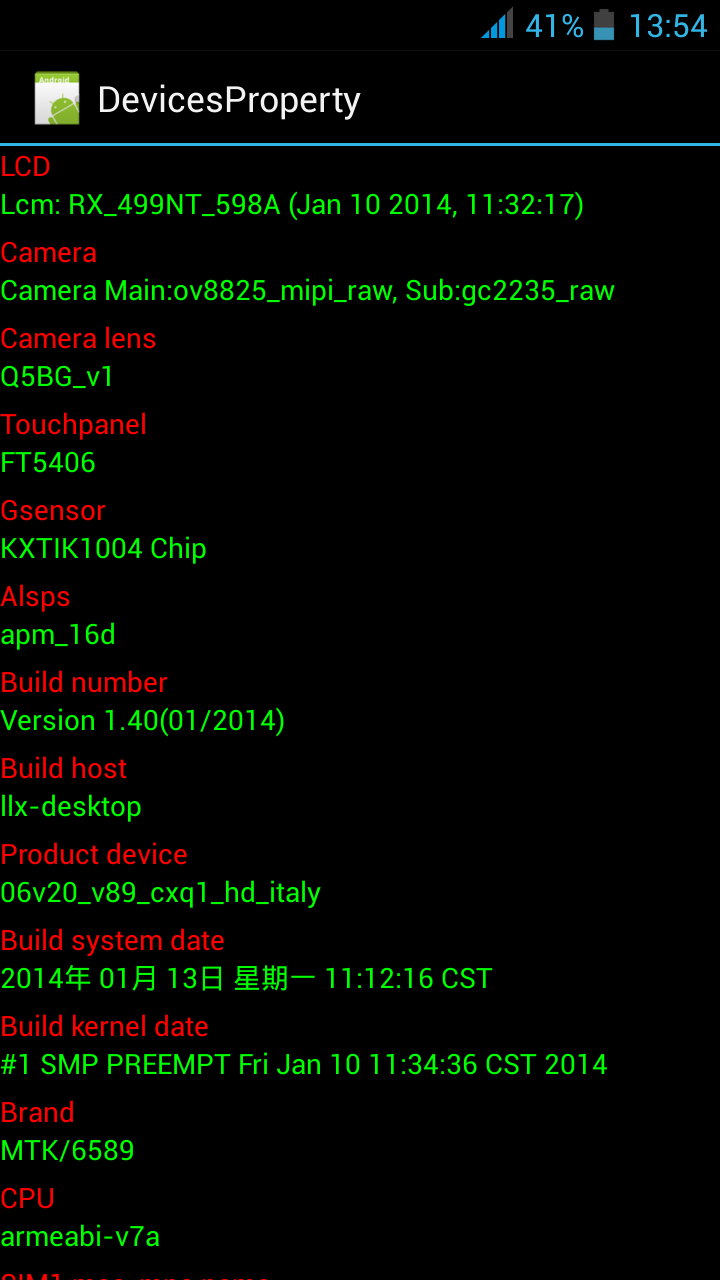 41% 13:54
Android
DevicesProperty
LCD
Lcm: RX_499NT_598A (Jan 10 2014, 11:32:17)
Camera
Camera Main:ov8825_mipi_raw, Sub:gc2235_raw
Camera lens
Q5BG_v1
Touchpanel
FT5406
Gsensor
KXTIK1004 Chip
Alsps
apm_16d
Build number
Version 1.40(01/2014)
Build host
llx-desktop
Product device
06v20_v89_cxq1_hd_italy
Build system date
2014年 01月 13日 星期一 11:12:16 CST
Build kernel date
#1 SMP PREEMPT Fri Jan 10 11:34:36 CST 2014
Brand
MTK/6589
CPU
armeabi-v7a